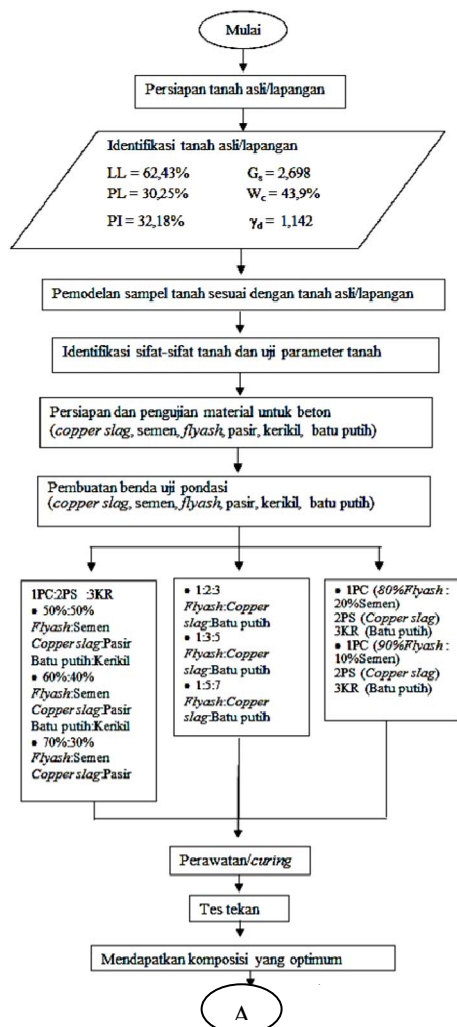 Mulai
Persiapan tanah asli/lapangan
Identifikasi tanah asli/lapangan
LL = 62,43% Gs = 2,698
PL = 30,25% Wc = 43,9%
PI = 32,18% γd = 1,142
Pemodelan sampel tanah sesuai dengan tanah asli/lapangan
Identifikasi sifat-sifat tanah dan uji parameter tanah
Persiapan dan pengujian material untuk beton
(copper slag, semen, flyash, pasir, kerikil, batu putih)
Pembuatan benda uji pondasi
(copper slag, semen, flyash, pasir, kerikil, batu putih)
1PC:2PS :3KR
• 50%:50%
Flyash:Semen
Copper slag:Pasir
Batu putih:Kerikil
• 60%:40%
Flyash:Semen
Copper slag:Pasir
Batu putih:Kerikil
• 70%:30%
Flyash:Semen
Copper slag:Pasir
• 1:2:3
Flyash:Copper
slag:Batu putih
• 1:3:5
Flyash:Copper
slag:Batu putih
• 1:5:7
Flyash:Copper
slag:Batu putih
• 1PC (80%Flyash :
20%Semen)
2PS (Copper slag)
3KR (Batu putih)
• 1PC (90%Flyash :
10%Semen)
2PS (Copper slag)
3KR (Batu putih)
Perawatan/curing
Tes tekan
Mendapatkan komposisi yang optimum
A